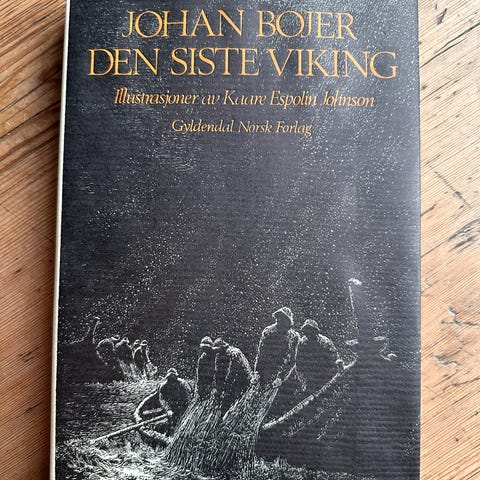 JOHAN BOJER
DEN SISTE VIKING
Illustrasjoner av Kaare Espolin Johnson
Gyldendal Norsk Forlag